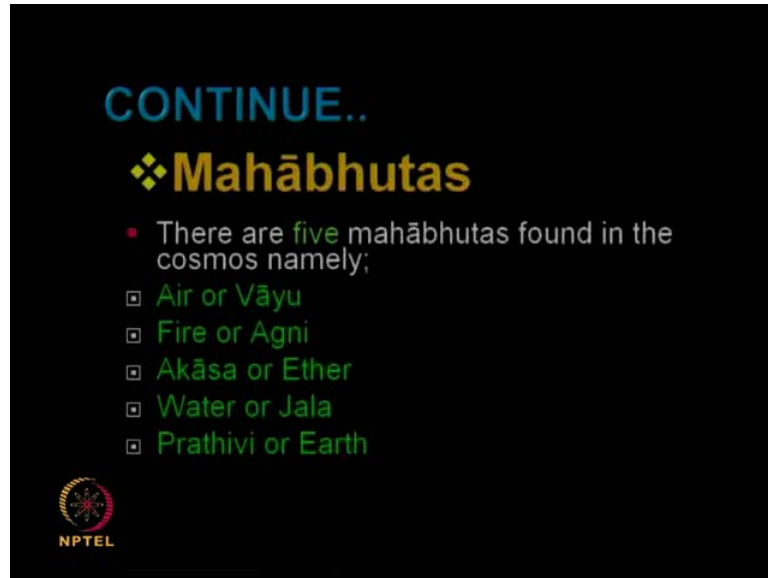 CONTINUE..
❖Mahābhutas
• There are five mahābhutas found in the
cosmos namely;
Air or Vāyu
Fire or Agni
Akāsa or Ether
Water or Jala
Prathivi or Earth
NPTEL